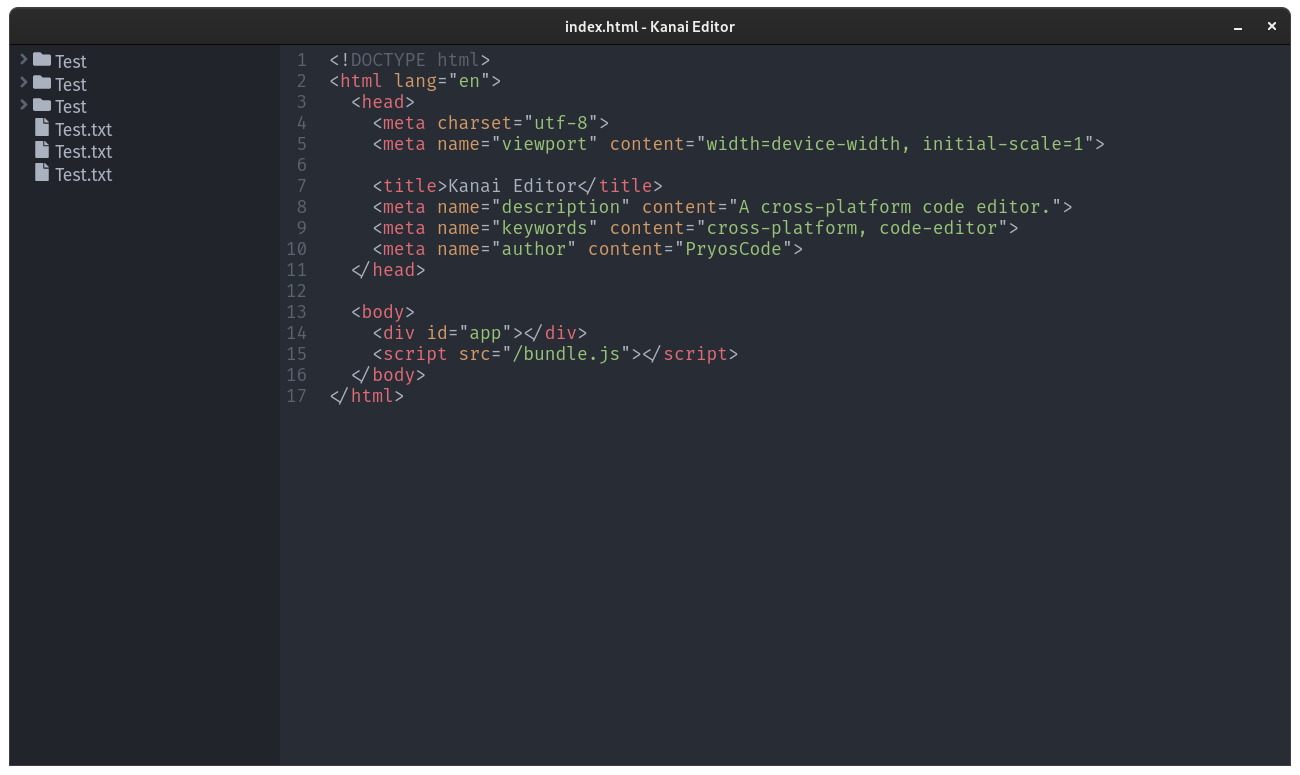 index.html - Kanai Editor
Test
Test
Test
Test.txt
Test.txt
Test.txt
1 <!DOCTYPE html>
2 <html lang="en">
3   <head>
4     <meta charset="utf-8">
5     <meta name="viewport" content="width=device-width, initial-scale=1">
6
7     <title>Kanai Editor</title>
8     <meta name="description" content="A cross-platform code editor.">
9     <meta name="keywords" content="cross-platform, code-editor">
10     <meta name="author" content="PryosCode">
11   </head>
12
13   <body>
14     <div id="app"></div>
15     <script src="/bundle.js"></script>
16   </body>
17 </html>